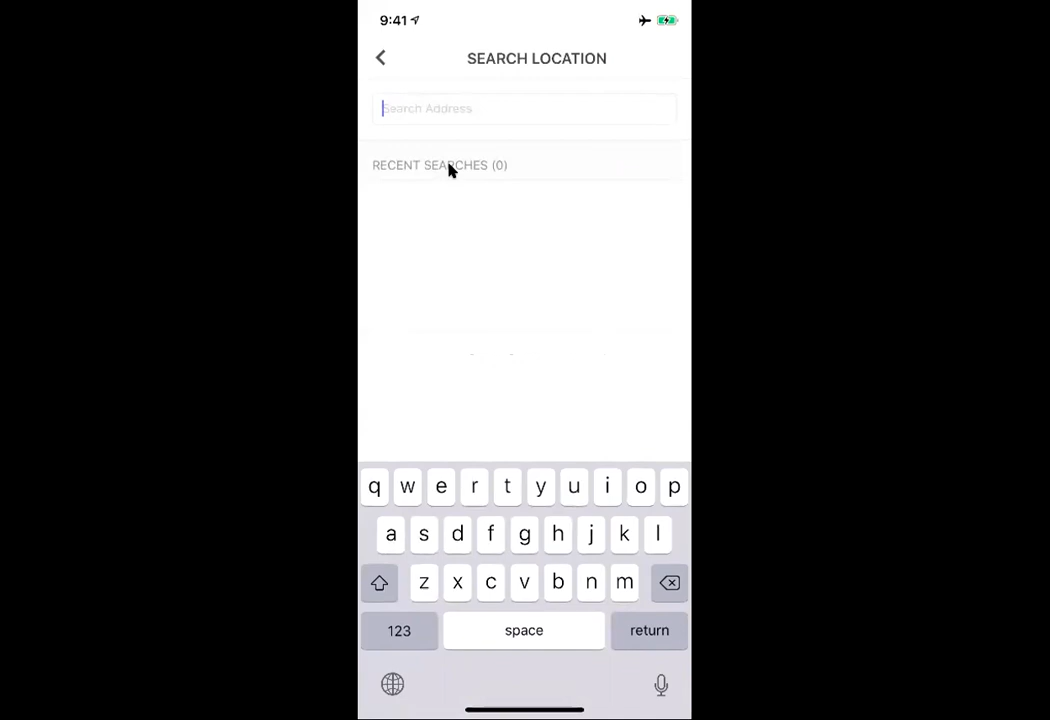 9:41
SEARCH LOCATION
Search Address
RECENT SEARCHES (0)
q w e r t y u i o p
a s d f g h j k l
z x c v b n m
123 space return